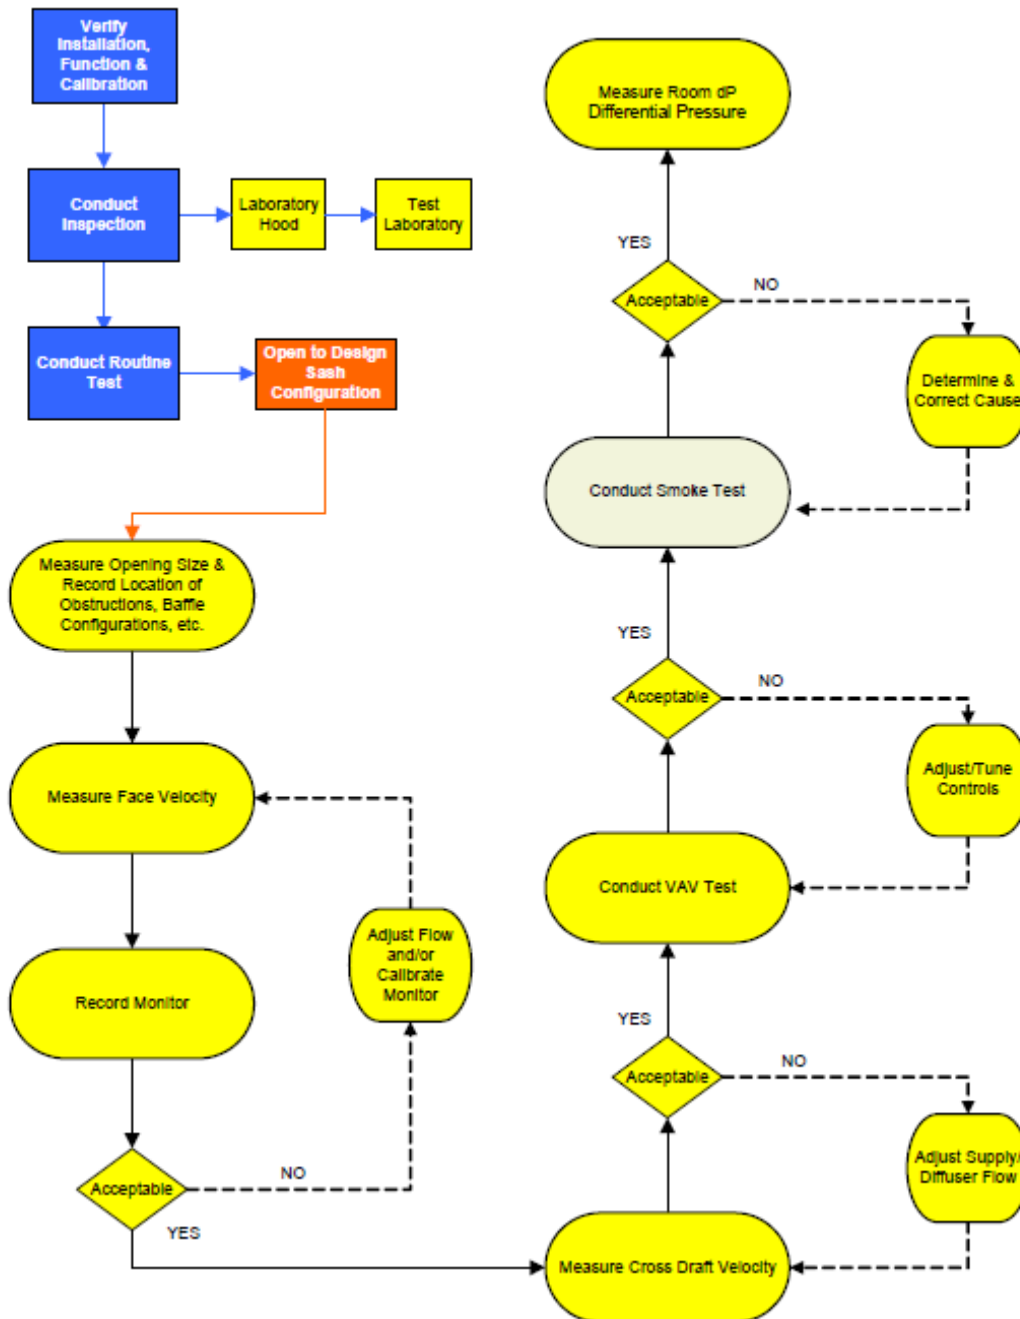 Verify
Installation,
Function &
Calibration
Conduct
Inspection
Laboratory
Hood
Test
Laboratory
Conduct Routine
Test
Open to Design
Sash
Configuration
Measure Opening Size &
Record Location of
Obstructions, Baffle
Configurations, etc.
Measure Face Velocity
Record Monitor
Adjust Flow
and/or
Calibrate
Monitor
Acceptable
NO
YES
Measure Cross Draft Velocity
Adjust Supply/
Diffuser Flow
NO
Acceptable
YES
Conduct VAV Test
Adjust/Tune
Controls
NO
Acceptable
YES
Conduct Smoke Test
Determine &
Correct Cause
NO
Acceptable
YES
Measure Room dP
Differential Pressure